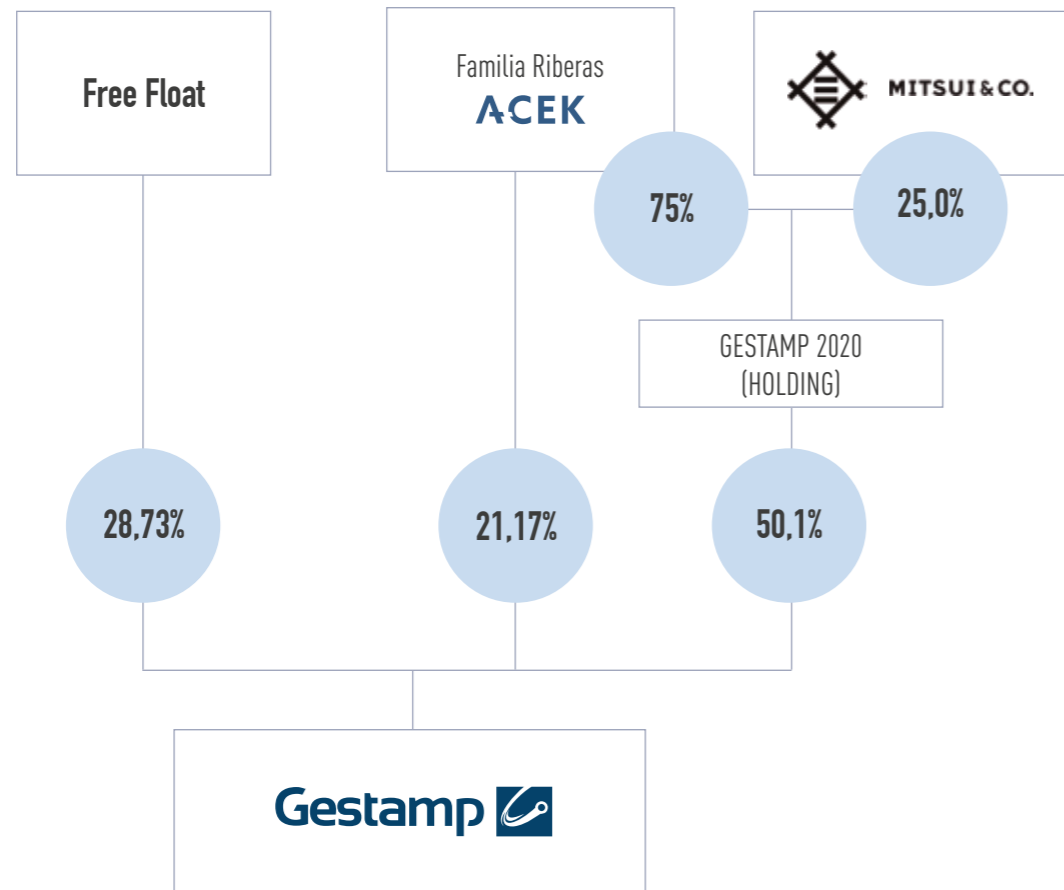 Free Float
Familia Riberas
ACEK
MITSUI & CO.
75%
25,0%
GESTAMP 2020
(HOLDING)
28,73%
21,17%
50,1%
Gestamp